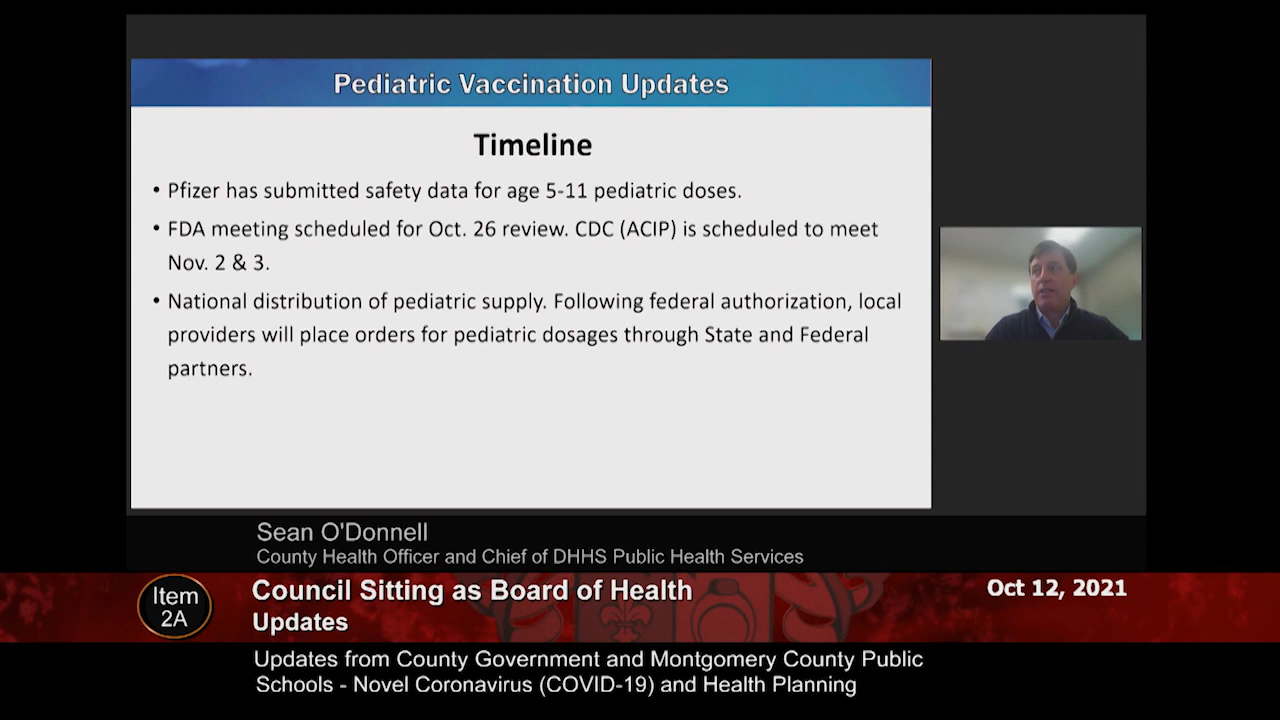 Pediatric Vaccination Updates
Timeline
• Pfizer has submitted safety data for age 5-11 pediatric doses.
• FDA meeting scheduled for Oct. 26 review. CDC (ACIP) is scheduled to meet
Nov. 2 & 3.
• National distribution of pediatric supply. Following federal authorization, local
providers will place orders for pediatric dosages through State and Federal
partners.
Sean O'Donnell
County Health Officer and Chief of DHHS Public Health Services
Item
2A
Council Sitting as Board of Health
Updates
Oct 12, 2021
Updates from County Government and Montgomery County Public
Schools - Novel Coronavirus (COVID-19) and Health Planning